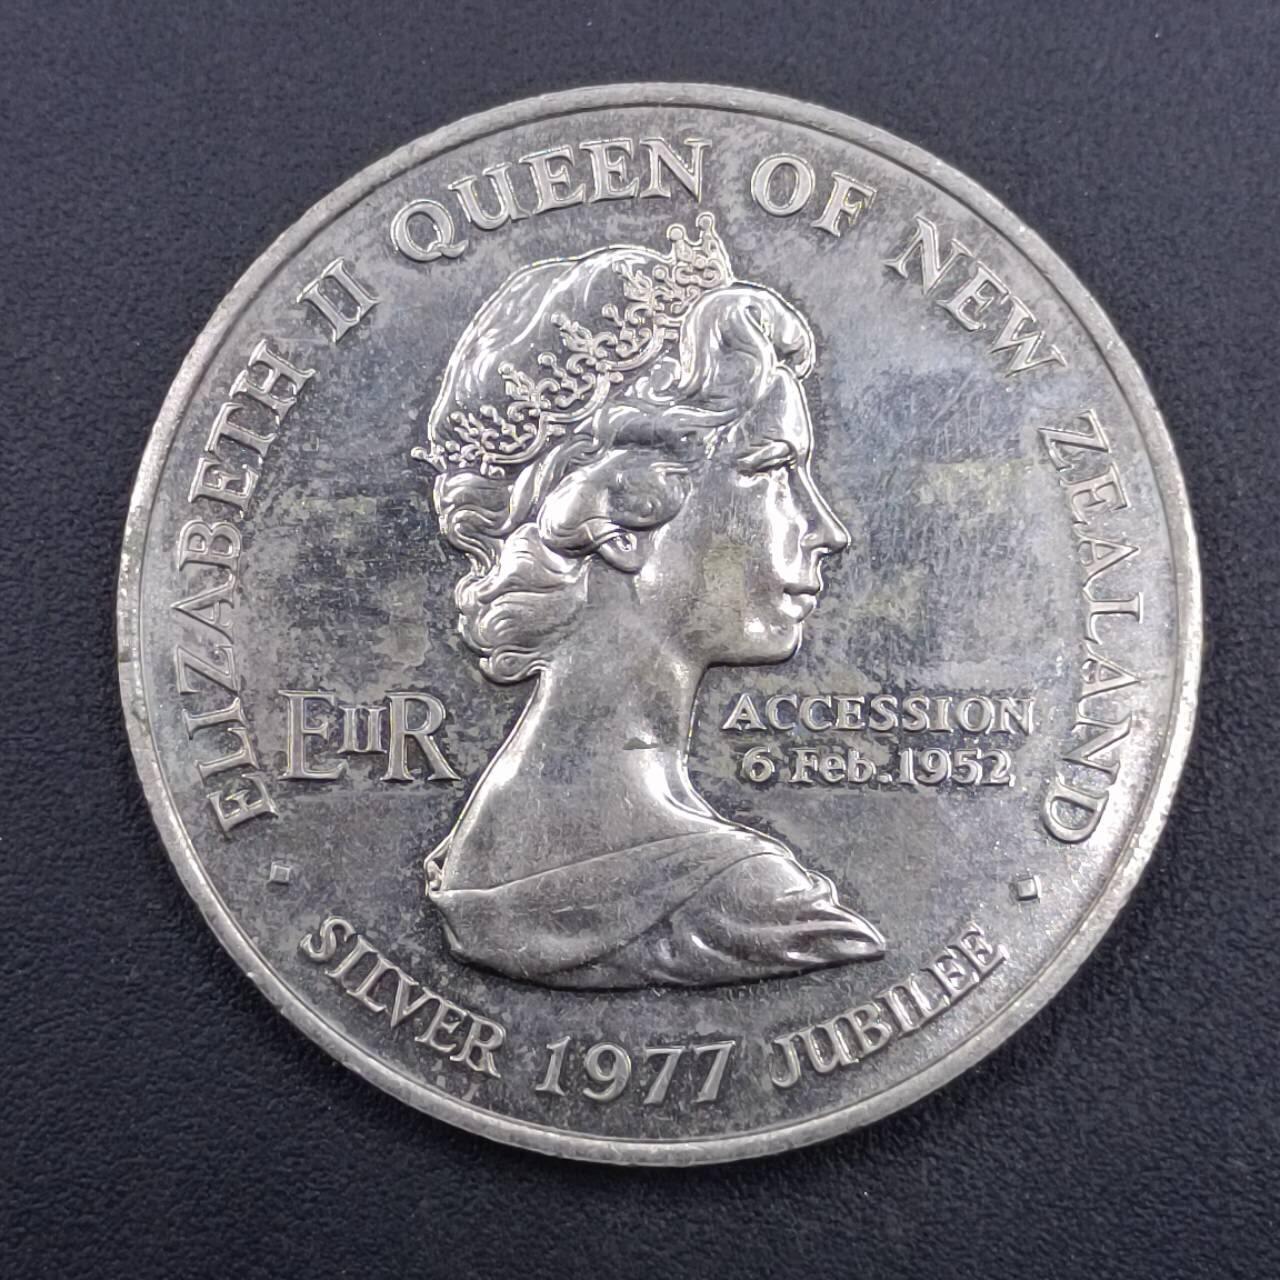 ELIZABETH II QUEEN OF NEW ZEALAND
EIIR
ACCESSION
6 Feb. 1952
SILVER 1977 JUBILEE